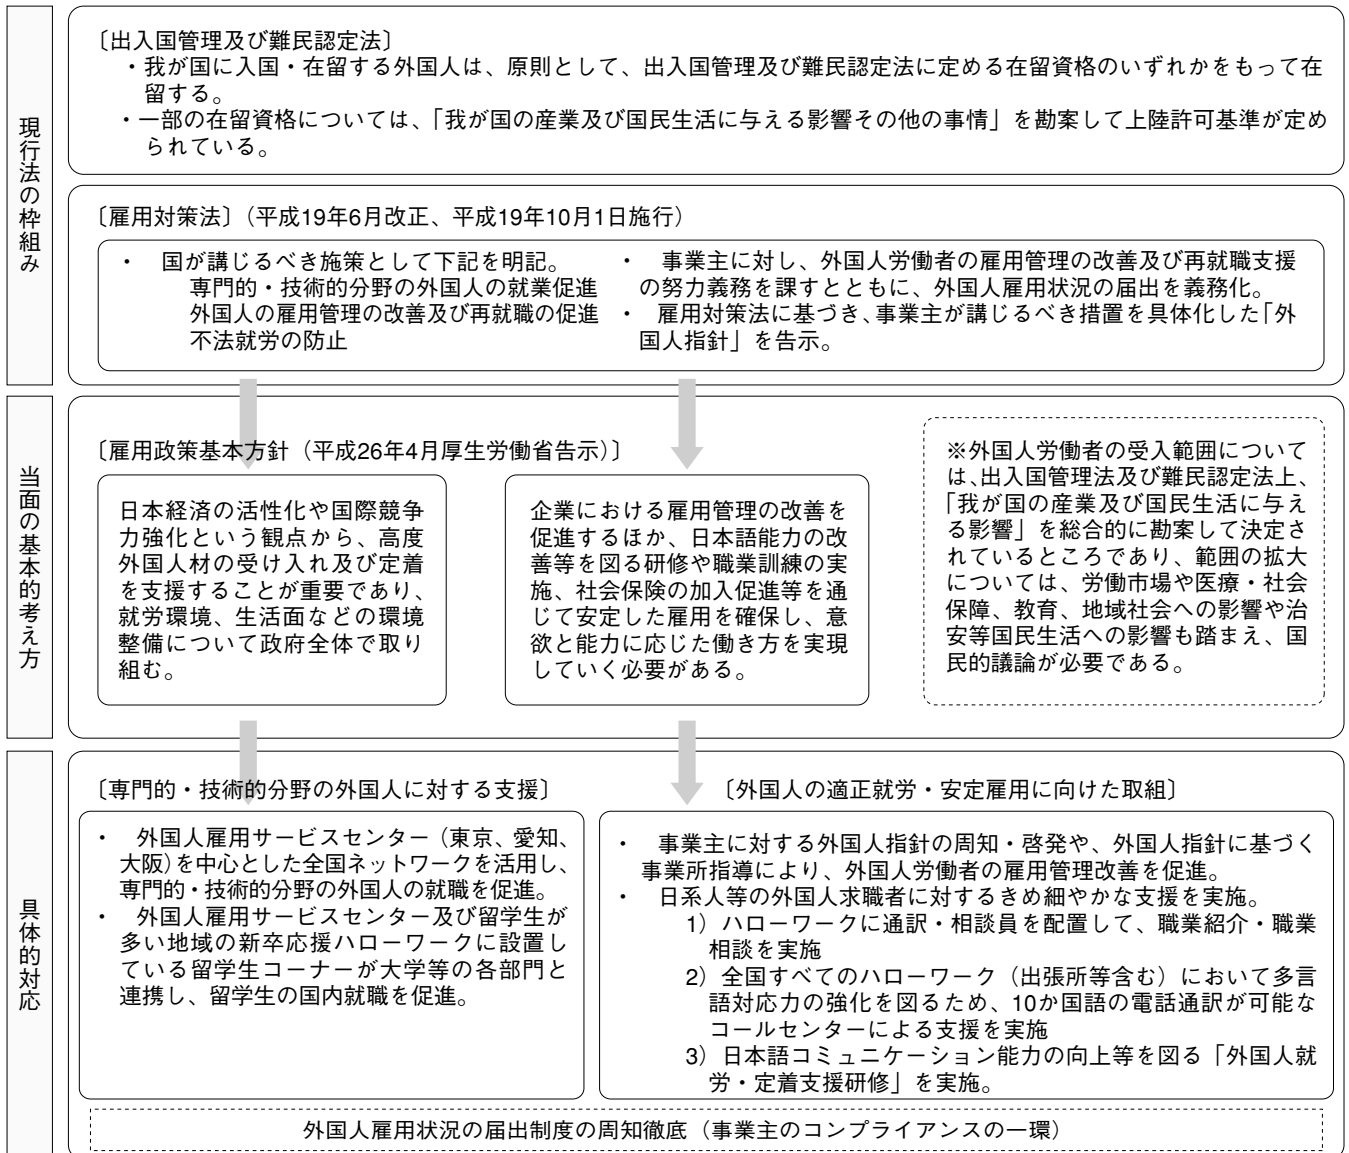 現行法の枠組み
〔出入国管理及び難民認定法〕
・我が国に入国・在留する外国人は、原則として、出入国管理及び難民認定法に定める在留資格のいずれかをもって在
留する。
・一部の在留資格については、「我が国の産業及び国民生活に与える影響その他の事情」を勘案して上陸許可基準が定め
られている。
〔雇用対策法〕（平成19年6月改正、平成19年10月1日施行）
・　国が講じるべき施策として下記を明記。
専門的・技術的分野の外国人の就業促進
外国人の雇用管理の改善及び再就職の促進
不法就労の防止
・　事業主に対し、外国人労働者の雇用管理の改善及び再就職支援
の努力義務を課すとともに、外国人雇用状況の届出を義務化。
・　雇用対策法に基づき、事業主が講じるべき措置を具体化した「外
国人指針」を告示。
当面の基本的考え方
〔雇用政策基本方針（平成26年4月厚生労働省告示）〕
日本経済の活性化や国際競争
力強化という観点から、高度
外国人材の受け入れ及び定着
を支援することが重要であり、
就労環境、生活面などの環境
整備について政府全体で取り
組む。
企業における雇用管理の改善を
促進するほか、日本語能力の改
善等を図る研修や職業訓練の実
施、社会保険の加入促進等を通
じて安定した雇用を確保し、意
欲と能力に応じた働き方を実現
していく必要がある。
※外国人労働者の受入範囲について
は、出入国管理法及び難民認定法上、
「我が国の産業及び国民生活に与え
る影響」を総合的に勘案して決定さ
れているところであり、範囲の拡大
については、労働市場や医療・社会
保障、教育、地域社会への影響や治
安等国民生活への影響も踏まえ、国
民的議論が必要である。
具体的対応
〔専門的・技術的分野の外国人に対する支援〕
・　外国人雇用サービスセンター（東京、愛知、
大阪）を中心とした全国ネットワークを活用し、
専門的・技術的分野の外国人の就職を促進。
・　外国人雇用サービスセンター及び留学生が
多い地域の新卒応援ハローワークに設置し
ている留学生コーナーが大学等の各部門と
連携し、留学生の国内就職を促進。
〔外国人の適正就労・安定雇用に向けた取組〕
・　事業主に対する外国人指針の周知・啓発や、外国人指針に基づく
事業所指導により、外国人労働者の雇用管理改善を促進。
・　日系人等の外国人求職者に対するきめ細やかな支援を実施。
1）ハローワークに通訳・相談員を配置して、職業紹介・職業
相談を実施
2）全国すべてのハローワーク（出張所等含む）において多言
語対応力の強化を図るため、10か国語の電話通訳が可能な
コールセンターによる支援を実施
3）日本語コミュニケーション能力の向上等を図る「外国人就
労・定着支援研修」を実施。
外国人雇用状況の届出制度の周知徹底（事業主のコンプライアンスの一環）